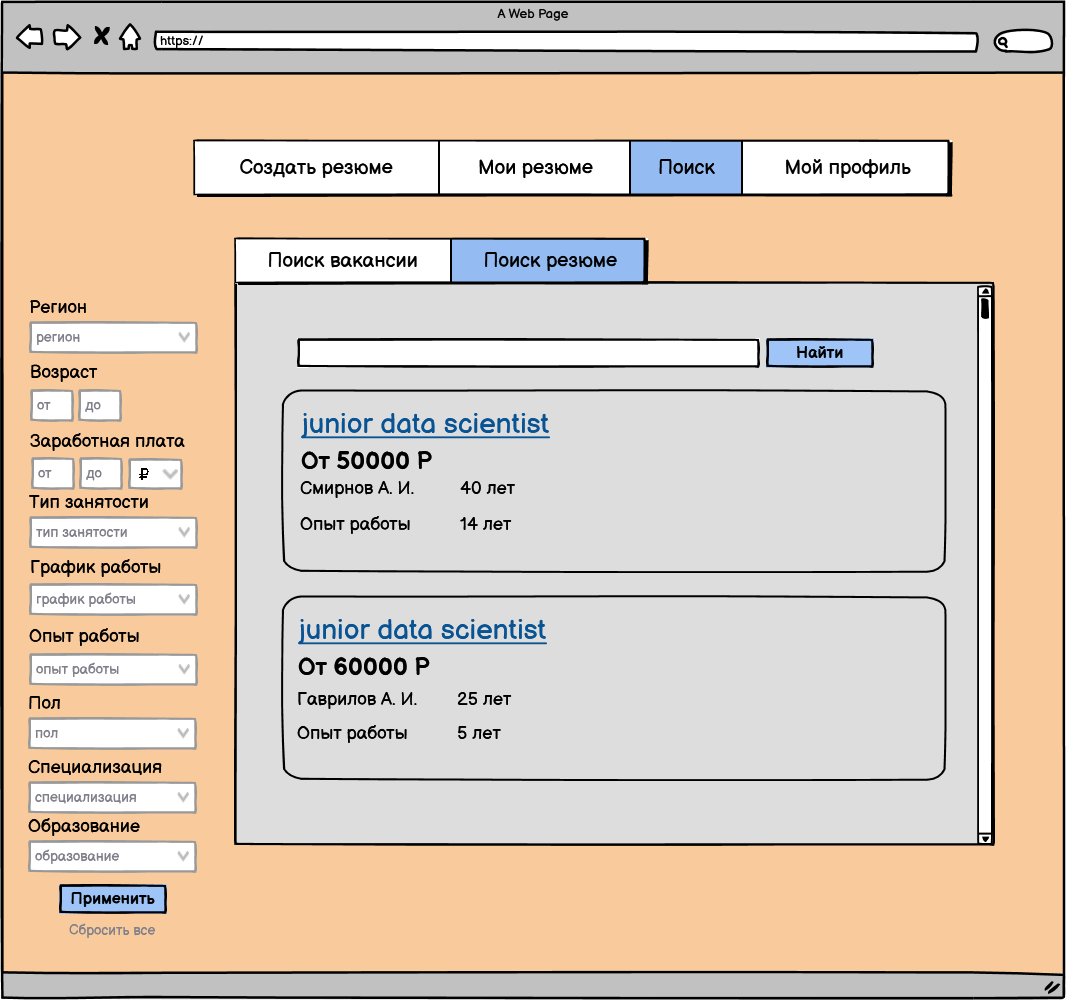 A Web Page
https://
Создать резюме Мои резюме Поиск Мой профиль
Поиск вакансии Поиск резюме
Регион
регион
Возраст
от до
Заработная плата
от до ₽
Тип занятости
тип занятости
График работы
график работы
Опыт работы
опыт работы
Пол
пол
Специализация
специализация
Образование
образование
Применить
Сбросить все
Найти
junior data scientist
От 50000 Р
Смирнов А. И. 40 лет
Опыт работы 14 лет
junior data scientist
От 60000 Р
Гаврилов А. И. 25 лет
Опыт работы 5 лет